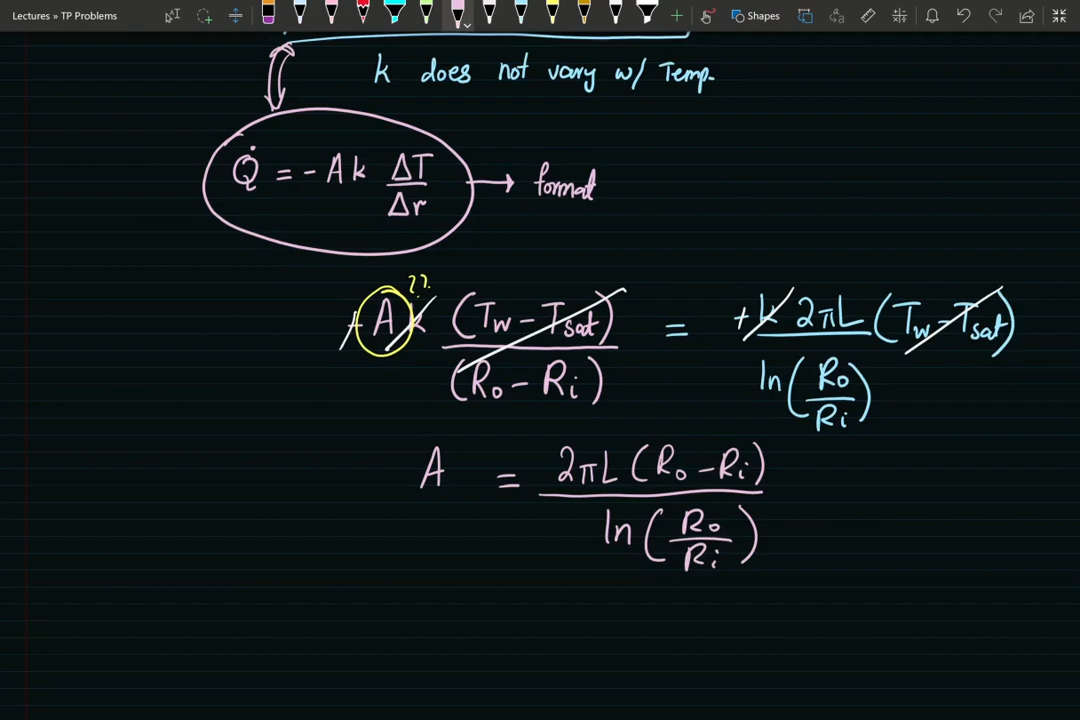 Lectures » TP Problems
Shapes
k does not vary w/ Temp.
Q̇ = - A k ΔT/Δr → format
??
+ A k (Tw - Tsat)/(Ro - Ri) = + k 2πL (Tw - Tsat)/ln(Ro/Ri)
A = 2πL (Ro - Ri)/ln(Ro/Ri)